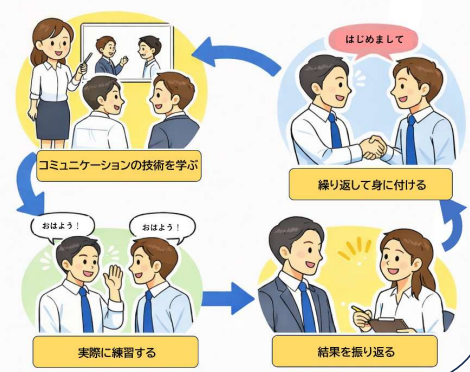 はじめまして
コミュニケーションの技術を学ぶ
繰り返して身に付ける
おはよう！
おはよう！
実際に練習する
結果を振り返る